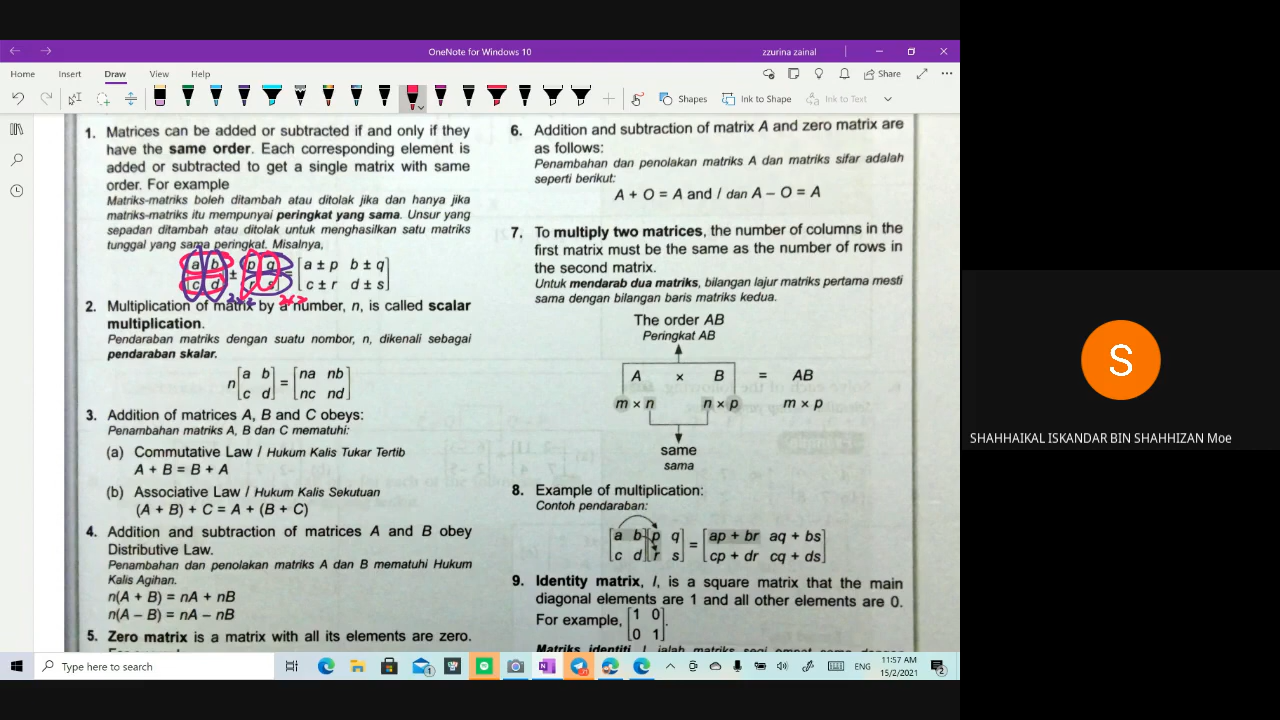 OneNote for Windows 10
zzurina zainal
Home Insert Draw View Help
Share
Shapes Ink to Shape Ink to Text
1. Matrices can be added or subtracted if and only if they
have the same order. Each corresponding element is
added or subtracted to get a single matrix with same
order. For example
Matriks-matriks boleh ditambah atau ditolak jika dan hanya jika
matriks-matriks itu mempunyai peringkat yang sama. Unsur yang
sepadan ditambah atau ditolak untuk menghasilkan satu matriks
tunggal yang sama peringkat. Misalnya,
[a b] ± [p q] = [a ± p b ± q]
[c d] [r s] [c ± r d ± s]
2x2 2x2
2. Multiplication of matrix by a number, n, is called scalar
multiplication.
Pendaraban matriks dengan suatu nombor, n, dikenali sebagai
pendaraban skalar.
n[a b] = [na nb]
[c d] [nc nd]
3. Addition of matrices A, B and C obeys:
Penambahan matriks A, B dan C mematuhi:
(a) Commutative Law / Hukum Kalis Tukar Tertib
A + B = B + A
(b) Associative Law / Hukum Kalis Sekutuan
(A + B) + C = A + (B + C)
4. Addition and subtraction of matrices A and B obey
Distributive Law.
Penambahan dan penolakan matriks A dan B mematuhi Hukum
Kalis Agihan.
n(A + B) = nA + nB
n(A − B) = nA − nB
5. Zero matrix is a matrix with all its elements are zero.
6. Addition and subtraction of matrix A and zero matrix are
as follows:
Penambahan dan penolakan matriks A dan matriks sifar adalah
seperti berikut:
A + O = A and / dan A − O = A
7. To multiply two matrices, the number of columns in the
first matrix must be the same as the number of rows in
the second matrix.
Untuk mendarab dua matriks, bilangan lajur matriks pertama mesti
sama dengan bilangan baris matriks kedua.
The order AB
Peringkat AB
A × B = AB
m × n n × p m × p
same
sama
8. Example of multiplication:
Contoh pendaraban:
[a b][p q] = [ap + br aq + bs]
[c d][r s] [cp + dr cq + ds]
9. Identity matrix, I, is a square matrix that the main
diagonal elements are 1 and all other elements are 0.
For example, [1 0].
[0 1]
Matriks identiti I ialah matriks segi empat sama dengan
S
SHAHHAIKAL ISKANDAR BIN SHAHHIZAN Moe
Type here to search
ENG
11:57 AM
15/2/2021